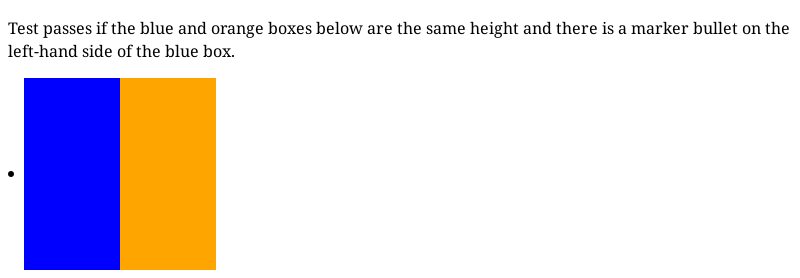 Test passes if the blue and orange boxes below are the same height and there is a marker bullet on the
left-hand side of the blue box.